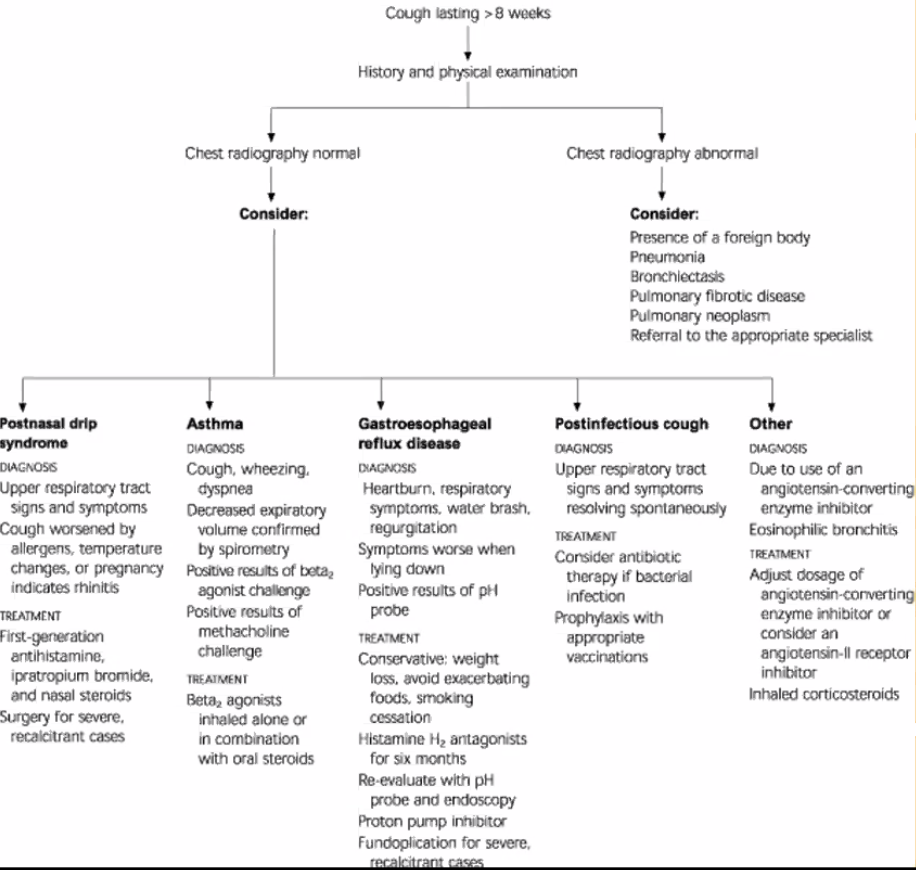 Cough lasting >8 weeks
History and physical examination
Chest radiography normal
Chest radiography abnormal
Consider:
Consider:
Presence of a foreign body
Pneumonia
Bronchiectasis
Pulmonary fibrotic disease
Pulmonary neoplasm
Referral to the appropriate specialist
Postnasal drip
syndrome
DIAGNOSIS
Upper respiratory tract
signs and symptoms
Cough worsened by
allergens, temperature
changes, or pregnancy
indicates rhinitis
TREATMENT
First-generation
antihistamine,
ipratropium bromide,
and nasal steroids
Surgery for severe,
recalcitrant cases
Asthma
DIAGNOSIS
Cough, wheezing,
dyspnea
Decreased expiratory
volume confirmed
by spirometry
Positive results of beta₂
agonist challenge
Positive results of
methacholine
challenge
TREATMENT
Beta₂ agonists
inhaled alone or
in combination
with oral steroids
Gastroesophageal
reflux disease
DIAGNOSIS
Heartburn, respiratory
symptoms, water brash,
regurgitation
Symptoms worse when
lying down
Positive results of pH
probe
TREATMENT
Conservative: weight
loss, avoid exacerbating
foods, smoking
cessation
Histamine H₂ antagonists
for six months
Re-evaluate with pH
probe and endoscopy
Proton pump inhibitor
Fundoplication for severe,
recalcitrant cases
Postinfectious cough
DIAGNOSIS
Upper respiratory tract
signs and symptoms
resolving spontaneously
TREATMENT
Consider antibiotic
therapy if bacterial
infection
Prophylaxis with
appropriate
vaccinations
Other
DIAGNOSIS
Due to use of an
angiotensin-converting
enzyme inhibitor
Eosinophilic bronchitis
TREATMENT
Adjust dosage of
angiotensin-converting
enzyme inhibitor or
consider an
angiotensin-II receptor
inhibitor
Inhaled corticosteroids